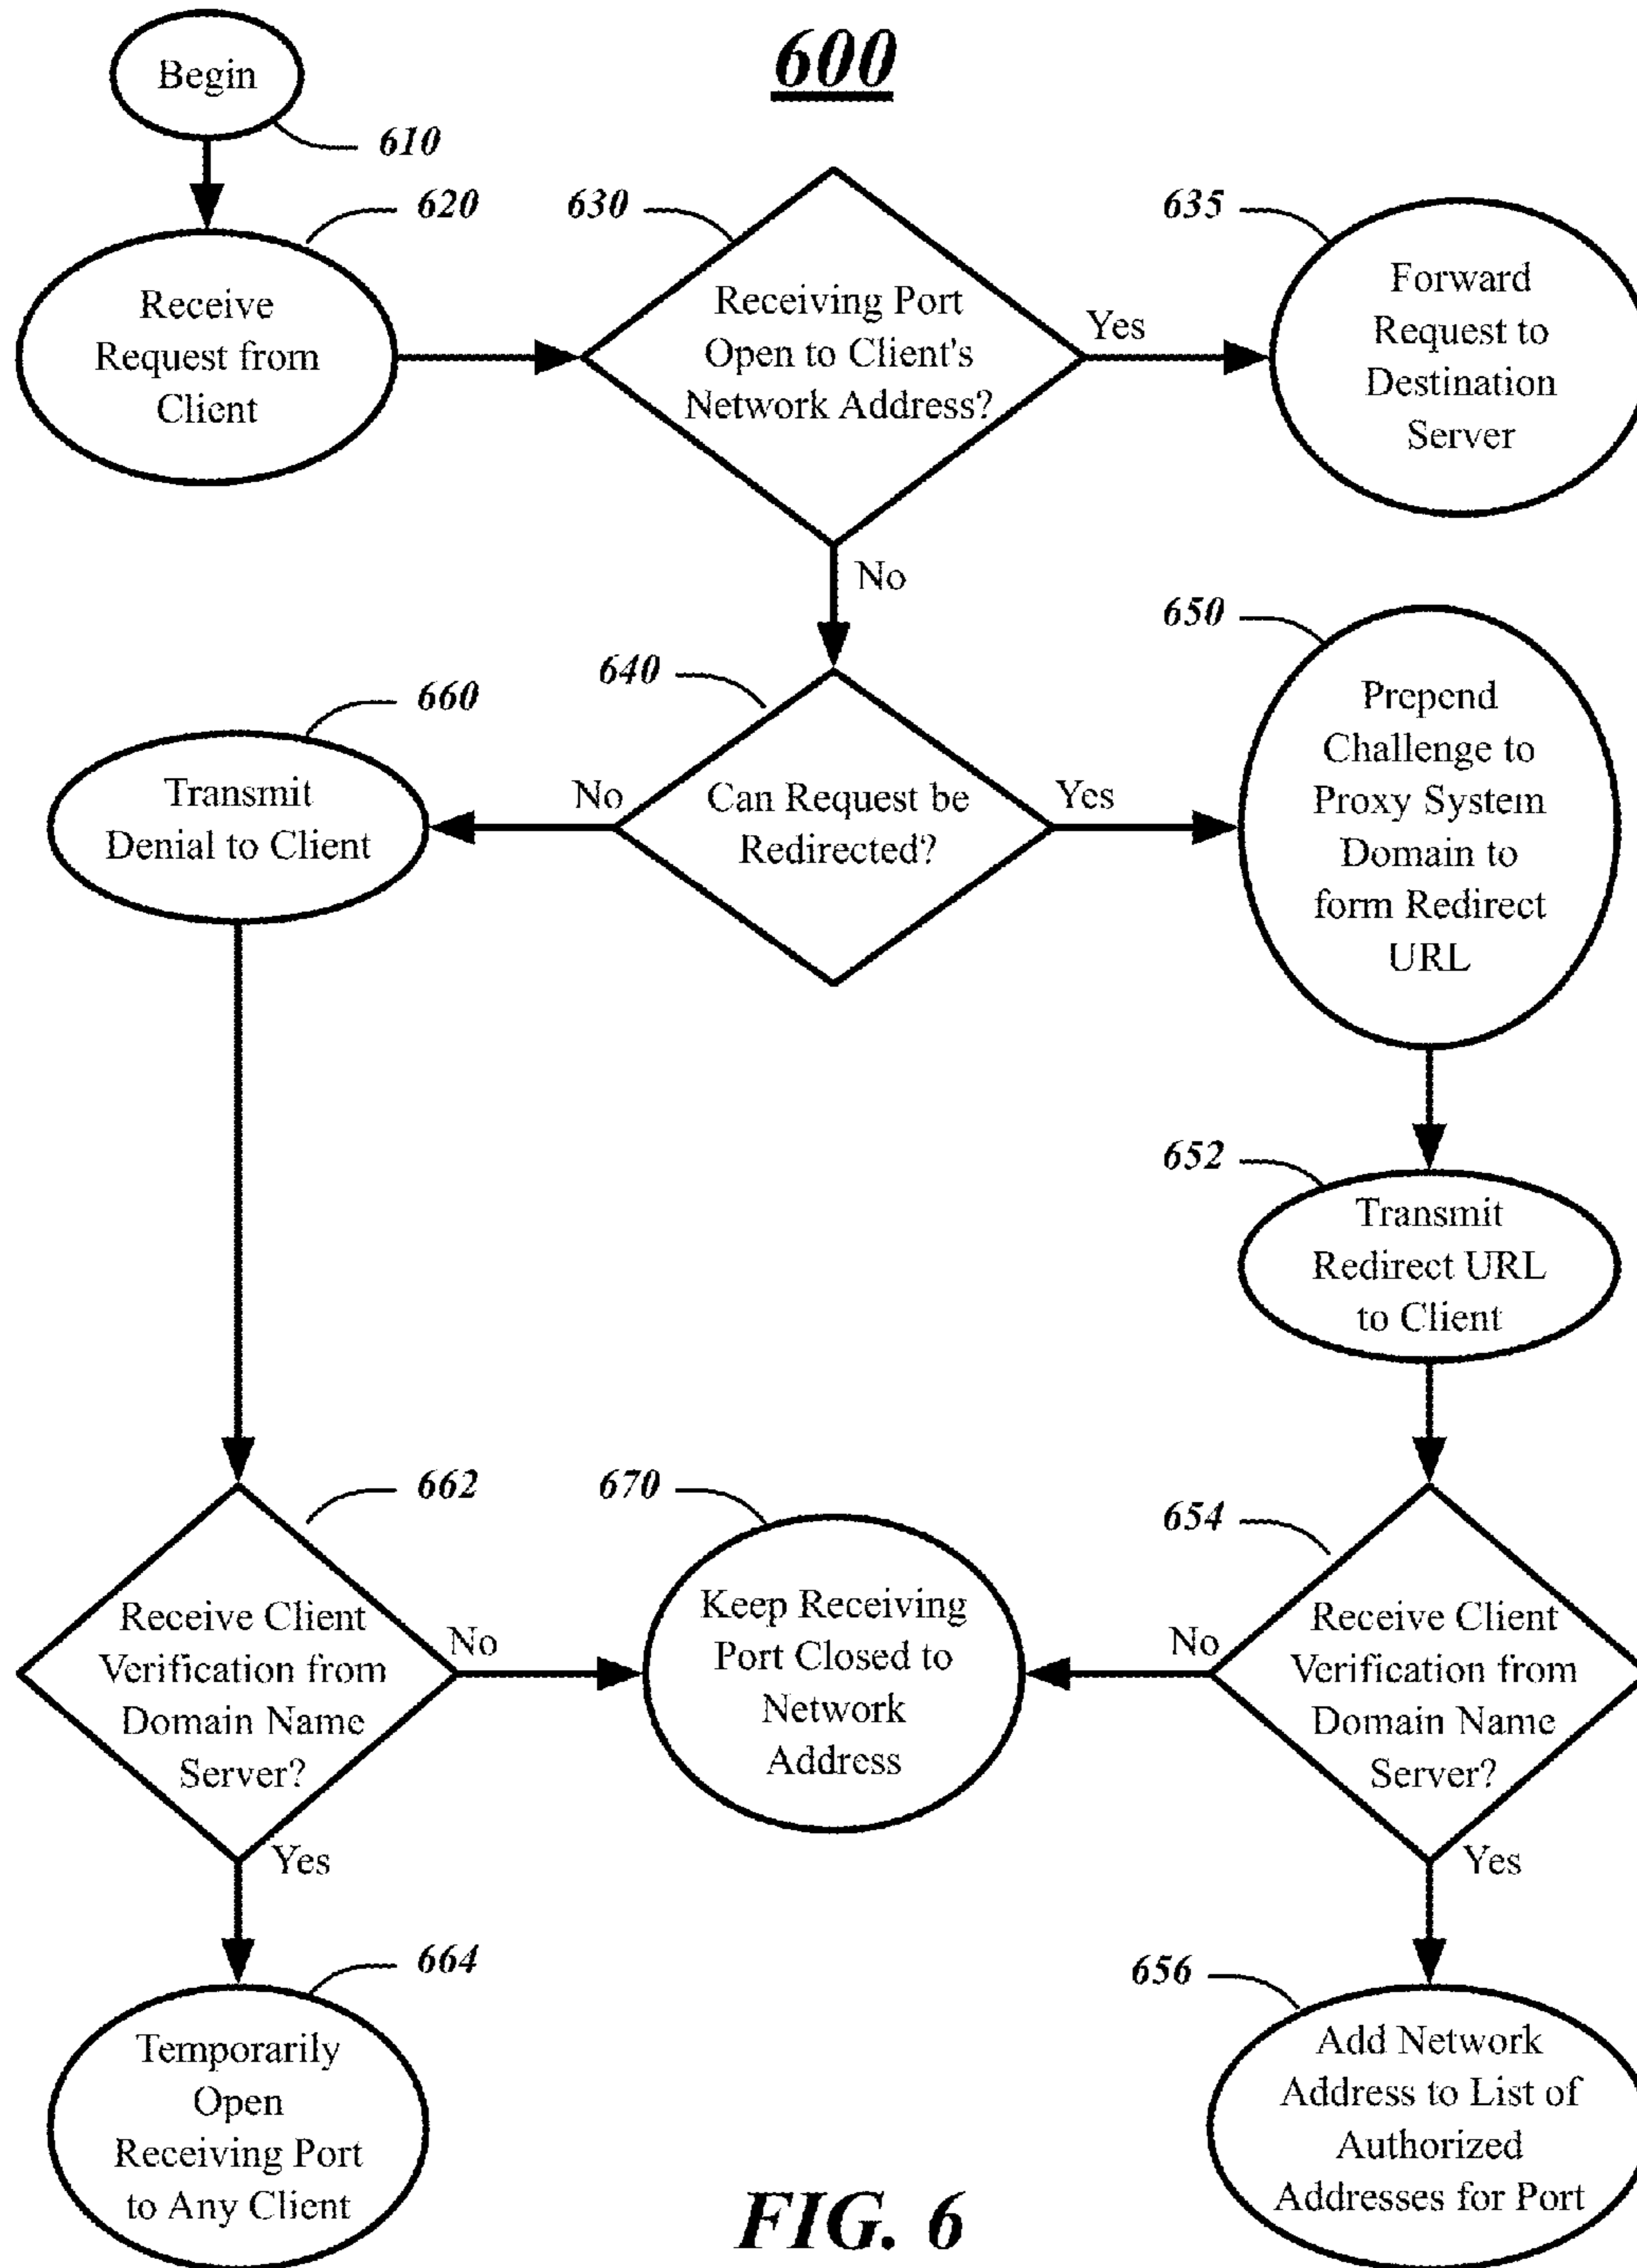 600
Begin
610
620
Receive
Request from
Client
630
Receiving Port
Open to Client's
Network Address?
Yes
635
Forward
Request to
Destination
Server
No
640
Can Request be
Redirected?
No
Yes
660
Transmit
Denial to Client
650
Prepend
Challenge to
Proxy System
Domain to
form Redirect
URL
652
Transmit
Redirect URL
to Client
662
Receive Client
Verification from
Domain Name
Server?
No
Yes
670
Keep Receiving
Port Closed to
Network
Address
654
Receive Client
Verification from
Domain Name
Server?
No
Yes
664
Temporarily
Open
Receiving Port
to Any Client
656
Add Network
Address to List of
Authorized
Addresses for Port
FIG. 6